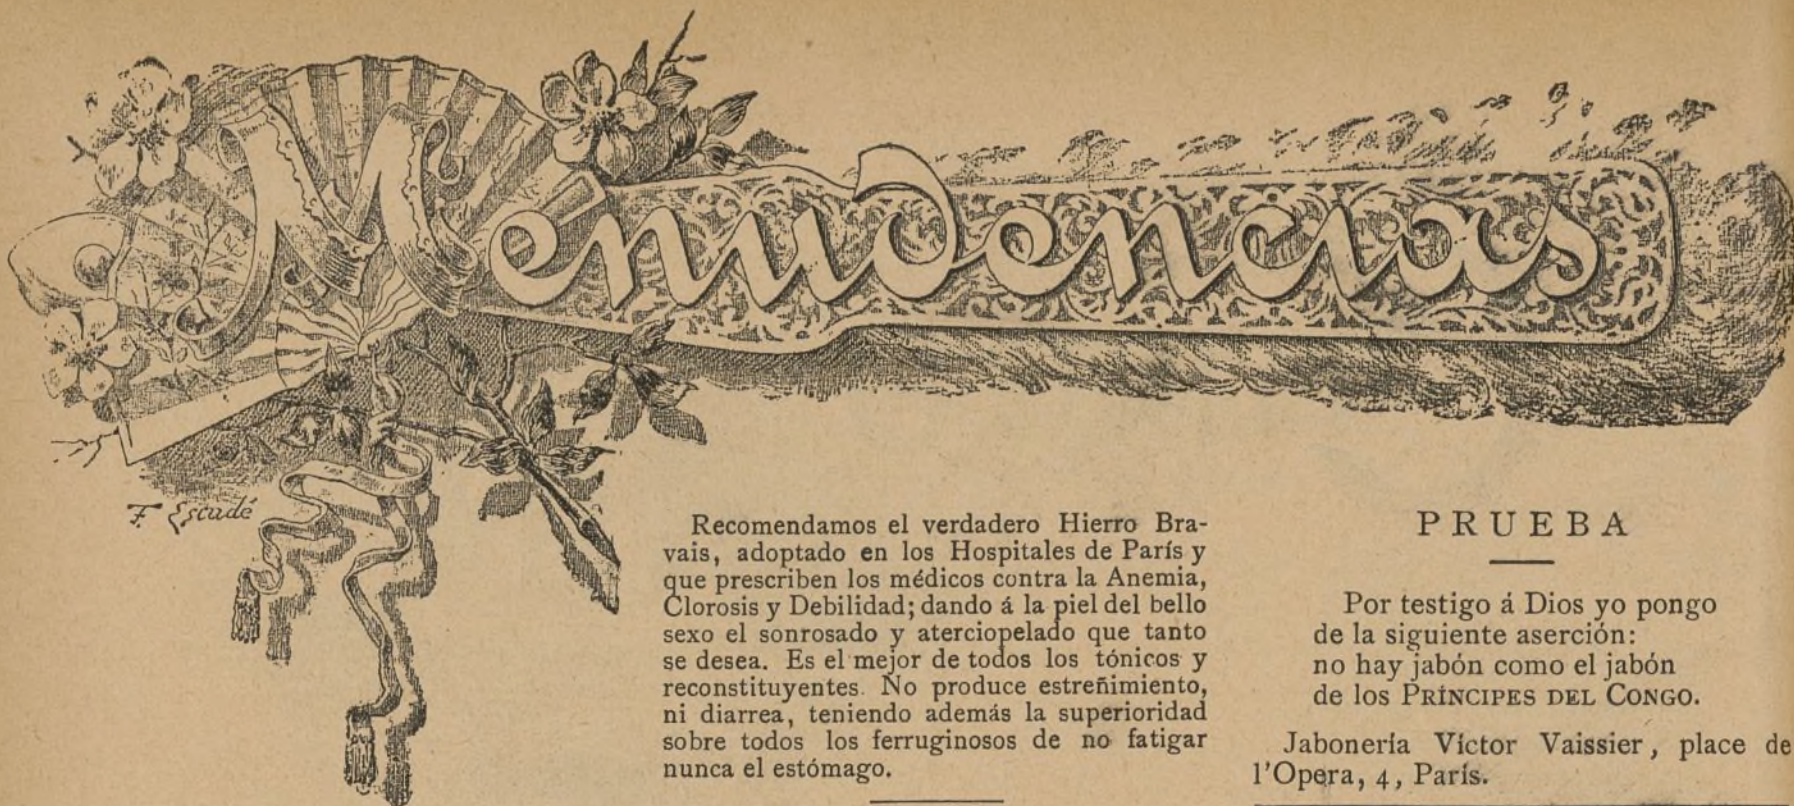 Menudencias
F. Escudé
Recomendamos el verdadero Hierro Bra-
vais, adoptado en los Hospitales de París y
que prescriben los médicos contra la Anemia,
Clorosis y Debilidad; dando á la piel del bello
sexo el sonrosado y aterciopelado que tanto
se desea. Es el mejor de todos los tónicos y
reconstituyentes. No produce estreñimiento,
ni diarrea, teniendo además la superioridad
sobre todos los ferruginosos de no fatigar
nunca el estómago.
PRUEBA
Por testigo á Dios yo pongo
de la siguiente aserción:
no hay jabón como el jabón
de los PRÍNCIPES DEL CONGO.
Jabonería Víctor Vaissier, place de
l'Opera, 4, París.